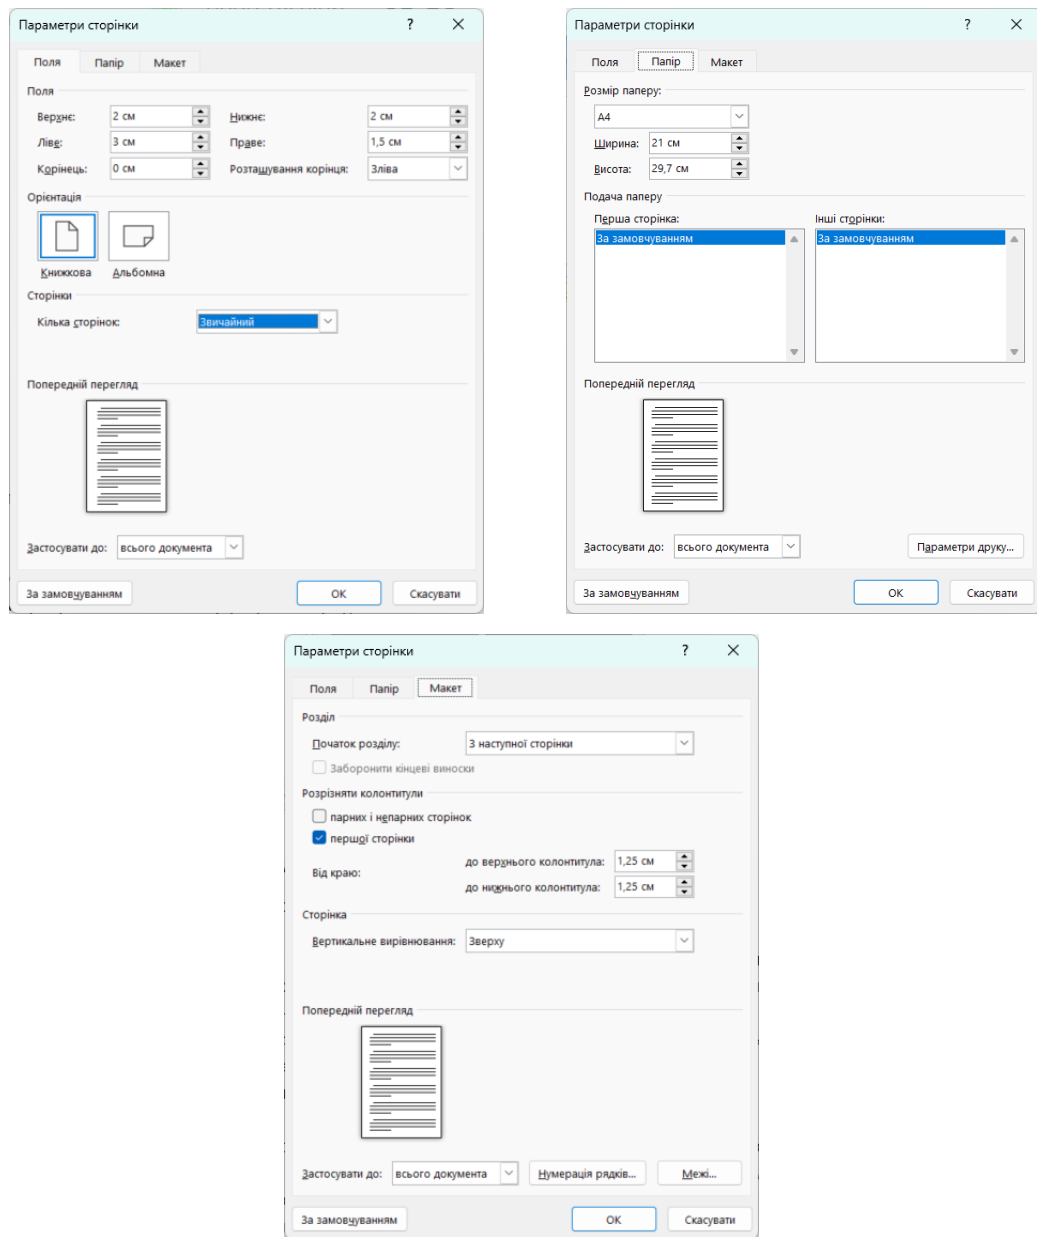 Параметри сторінки ? ✕
Поля Папір Макет
Поля
Верхнє: 2 см Нижнє: 2 см
Ліве: 3 см Праве: 1,5 см
Корінець: 0 см Розташування корінця: Зліва
Орієнтація
Книжкова Альбомна
Сторінки
Кілька сторінок: Звичайний
Попередній перегляд
Застосувати до: всього документа
За замовчуванням ОК Скасувати
Параметри сторінки ? ✕
Поля Папір Макет
Розмір паперу:
A4
Ширина: 21 см
Висота: 29,7 см
Подача паперу
Перша сторінка: Інші сторінки:
За замовчуванням За замовчуванням
Попередній перегляд
Застосувати до: всього документа Параметри друку...
За замовчуванням ОК Скасувати
Параметри сторінки ? ✕
Поля Папір Макет
Розділ
Початок розділу: З наступної сторінки
Заборонити кінцеві виноски
Розрізняти колонтитули
парних і непарних сторінок
першої сторінки
Від краю: до верхнього колонтитула: 1,25 см
до нижнього колонтитула: 1,25 см
Сторінка
Вертикальне вирівнювання: Зверху
Попередній перегляд
Застосувати до: всього документа Нумерація рядків... Межі...
За замовчуванням ОК Скасувати